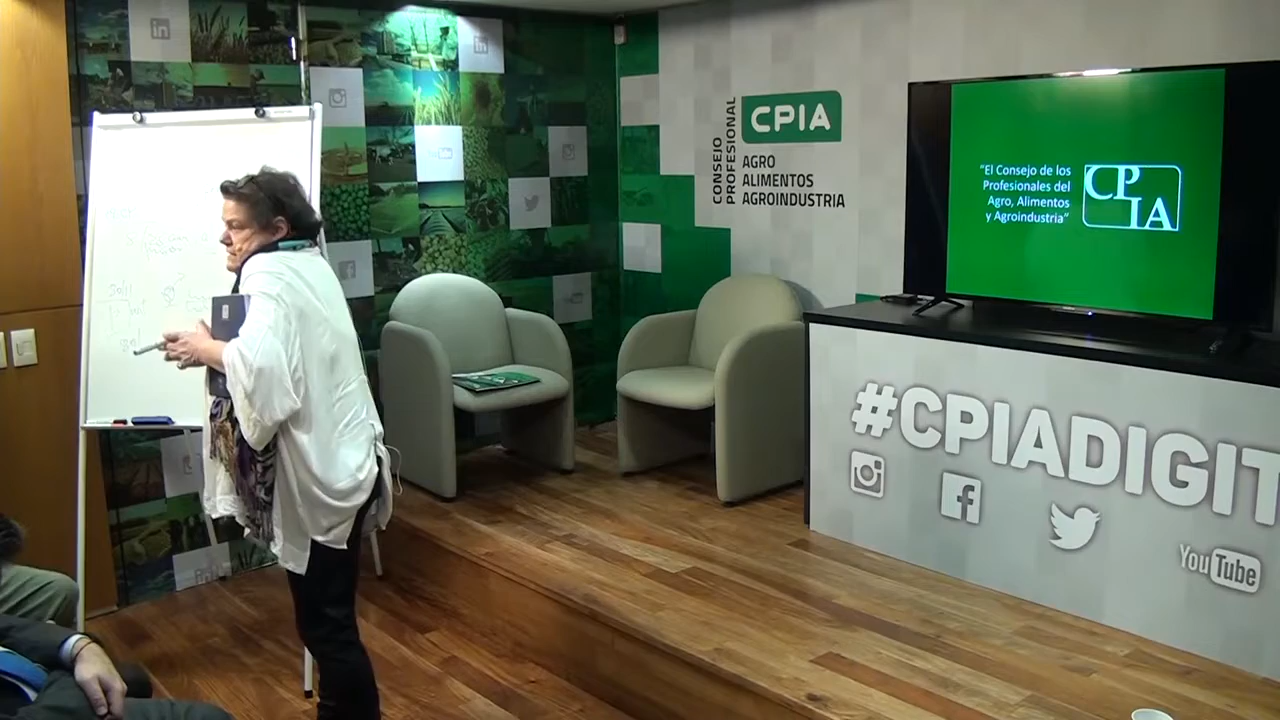 CONSEJO
PROFESIONAL
CPIA
AGRO
ALIMENTOS
AGROINDUSTRIA
"El Consejo de los
Profesionales del
Agro, Alimentos
y Agroindustria"
CP
IA
#CPIADIGIT
YouTube